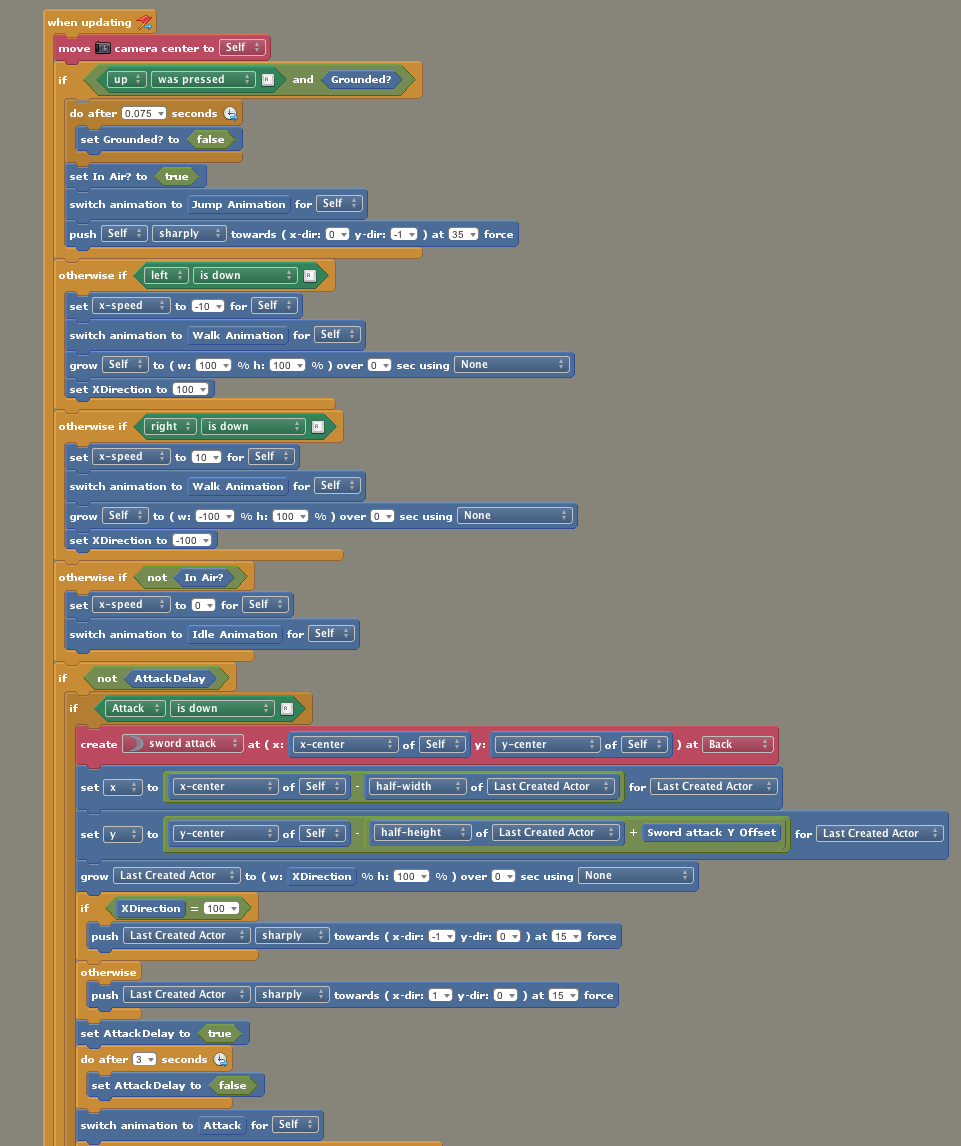 when updating
move camera center to Self
if up was pressed and Grounded?
do after 0.075 seconds
set Grounded? to false
set In Air? to true
switch animation to Jump Animation for Self
push Self sharply towards ( x-dir: 0 y-dir: -1 ) at 35 force
otherwise if left is down
set x-speed to -10 for Self
switch animation to Walk Animation for Self
grow Self to ( w: 100 % h: 100 % ) over 0 sec using None
set XDirection to 100
otherwise if right is down
set x-speed to 10 for Self
switch animation to Walk Animation for Self
grow Self to ( w: -100 % h: 100 % ) over 0 sec using None
set XDirection to -100
otherwise if not In Air?
set x-speed to 0 for Self
switch animation to Idle Animation for Self
if not AttackDelay
if Attack is down
create sword attack at ( x: x-center of Self y: y-center of Self ) at Back
set x to x-center of Self - half-width of Last Created Actor for Last Created Actor
set y to y-center of Self - half-height of Last Created Actor + Sword attack Y Offset for Last Created Actor
grow Last Created Actor to ( w: XDirection % h: 100 % ) over 0 sec using None
if XDirection = 100
push Last Created Actor sharply towards ( x-dir: -1 y-dir: 0 ) at 15 force
otherwise
push Last Created Actor sharply towards ( x-dir: 1 y-dir: 0 ) at 15 force
set AttackDelay to true
do after 3 seconds
set AttackDelay to false
switch animation to Attack for Self